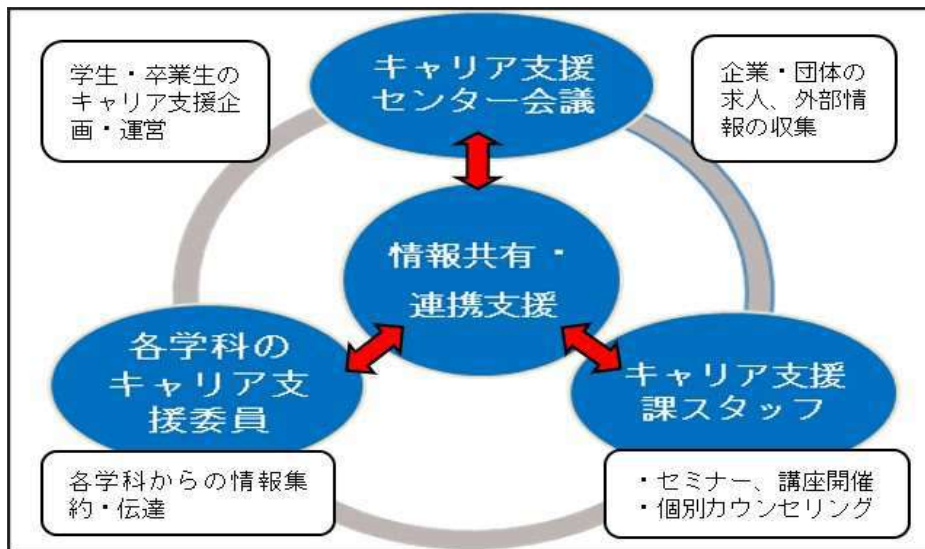 学生・卒業生の
キャリア支援企
画・運営
キャリア支援
センター会議
企業・団体の
求人、外部情
報の収集
情報共有・
連携支援
各学科の
キャリア支
援委員
キャリア支援
課スタッフ
各学科からの情報集
約・伝達
・セミナー、講座開催
・個別カウンセリング